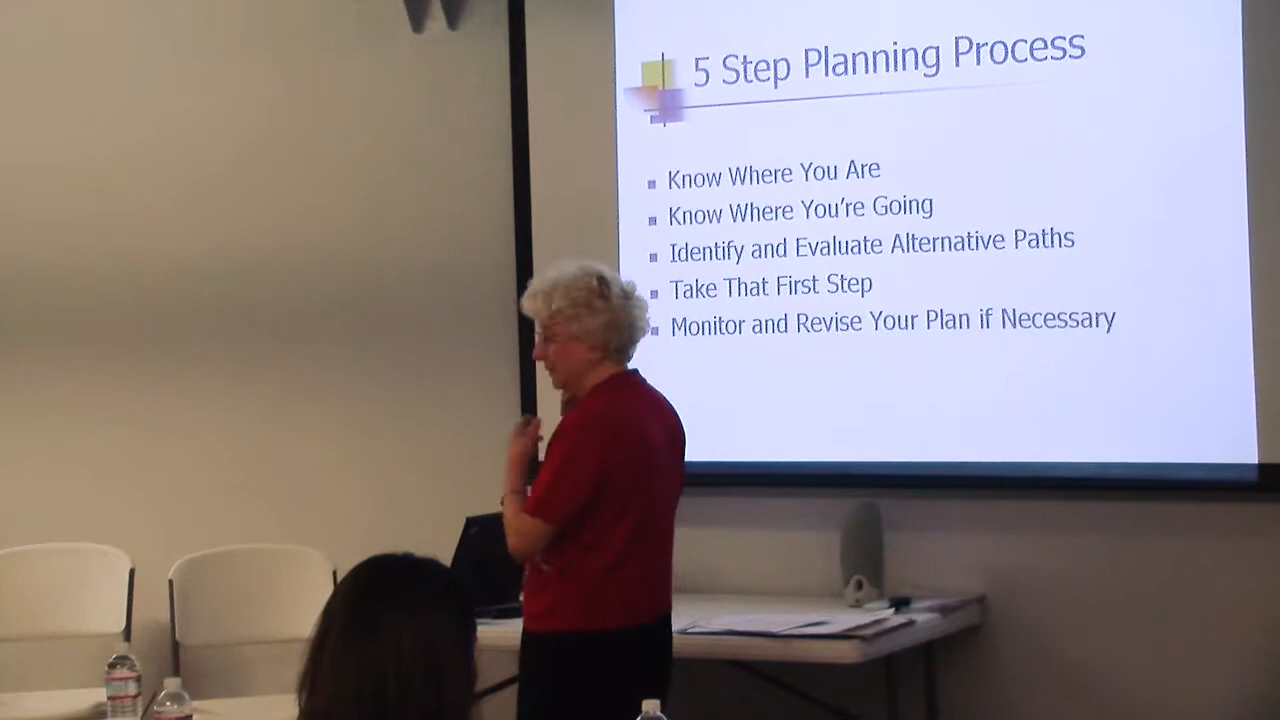 5 Step Planning Process
Know Where You Are
Know Where You're Going
Identify and Evaluate Alternative Paths
Take That First Step
Monitor and Revise Your Plan if Necessary